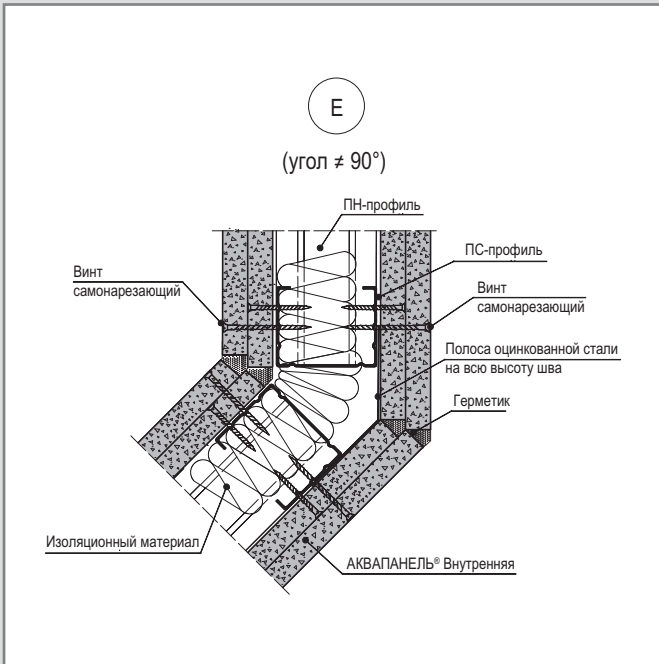 E
(угол ≠ 90°)
ПН-профиль
ПС-профиль
Винт
самонарезающий
Винт
самонарезающий
Полоса оцинкованной стали
на всю высоту шва
Герметик
Изоляционный материал
АКВАПАНЕЛЬ® Внутренняя